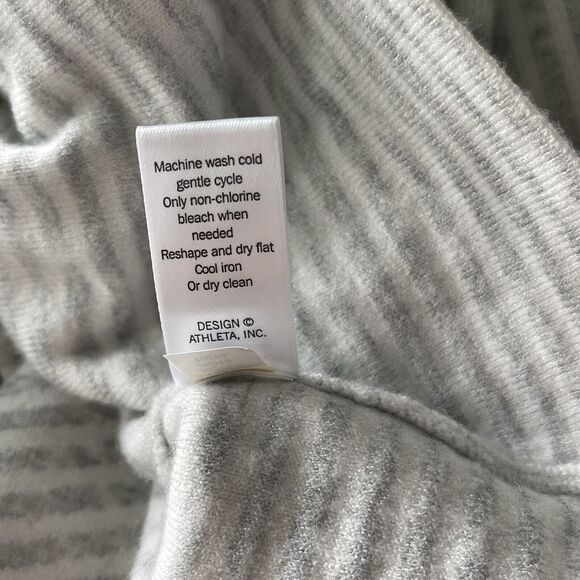 Machine wash cold
gentle cycle
Only non-chlorine
bleach when
needed
Reshape and dry flat
Cool iron
Or dry clean
DESIGN ©
ATHLETA, INC.